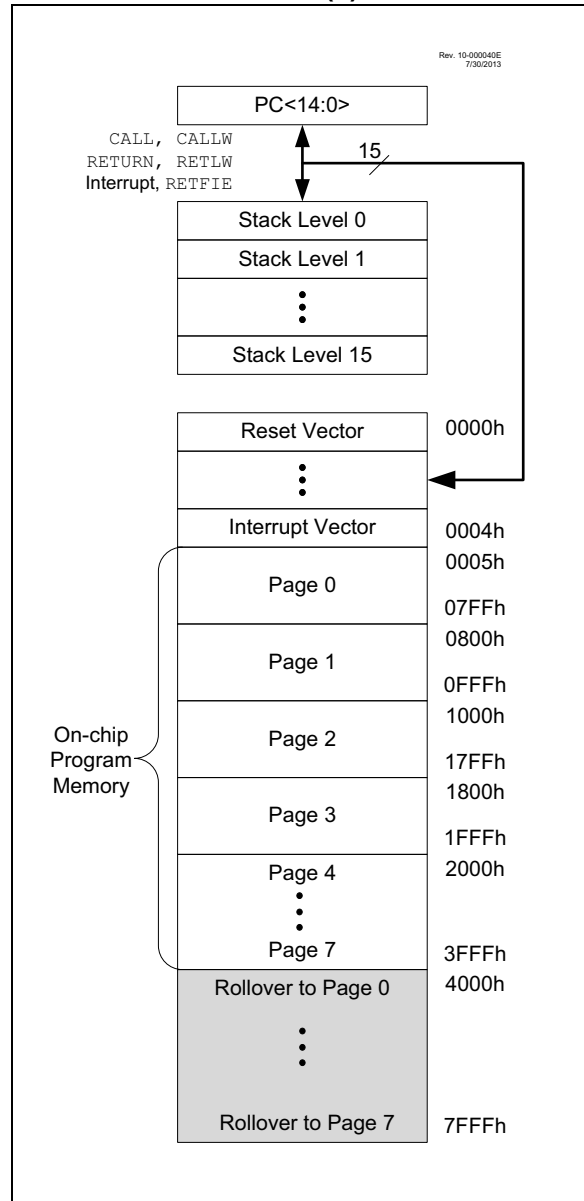 Rev. 10-000040E
7/30/2013
PC<14:0>
CALL, CALLW
RETURN, RETLW
Interrupt, RETFIE
15
Stack Level 0
Stack Level 1
Stack Level 15
Reset Vector
0000h
Interrupt Vector
0004h
0005h
Page 0
07FFh
0800h
Page 1
0FFFh
1000h
On-chip
Program
Memory
Page 2
17FFh
1800h
Page 3
1FFFh
Page 4
2000h
Page 7
3FFFh
Rollover to Page 0
4000h
Rollover to Page 7
7FFFh